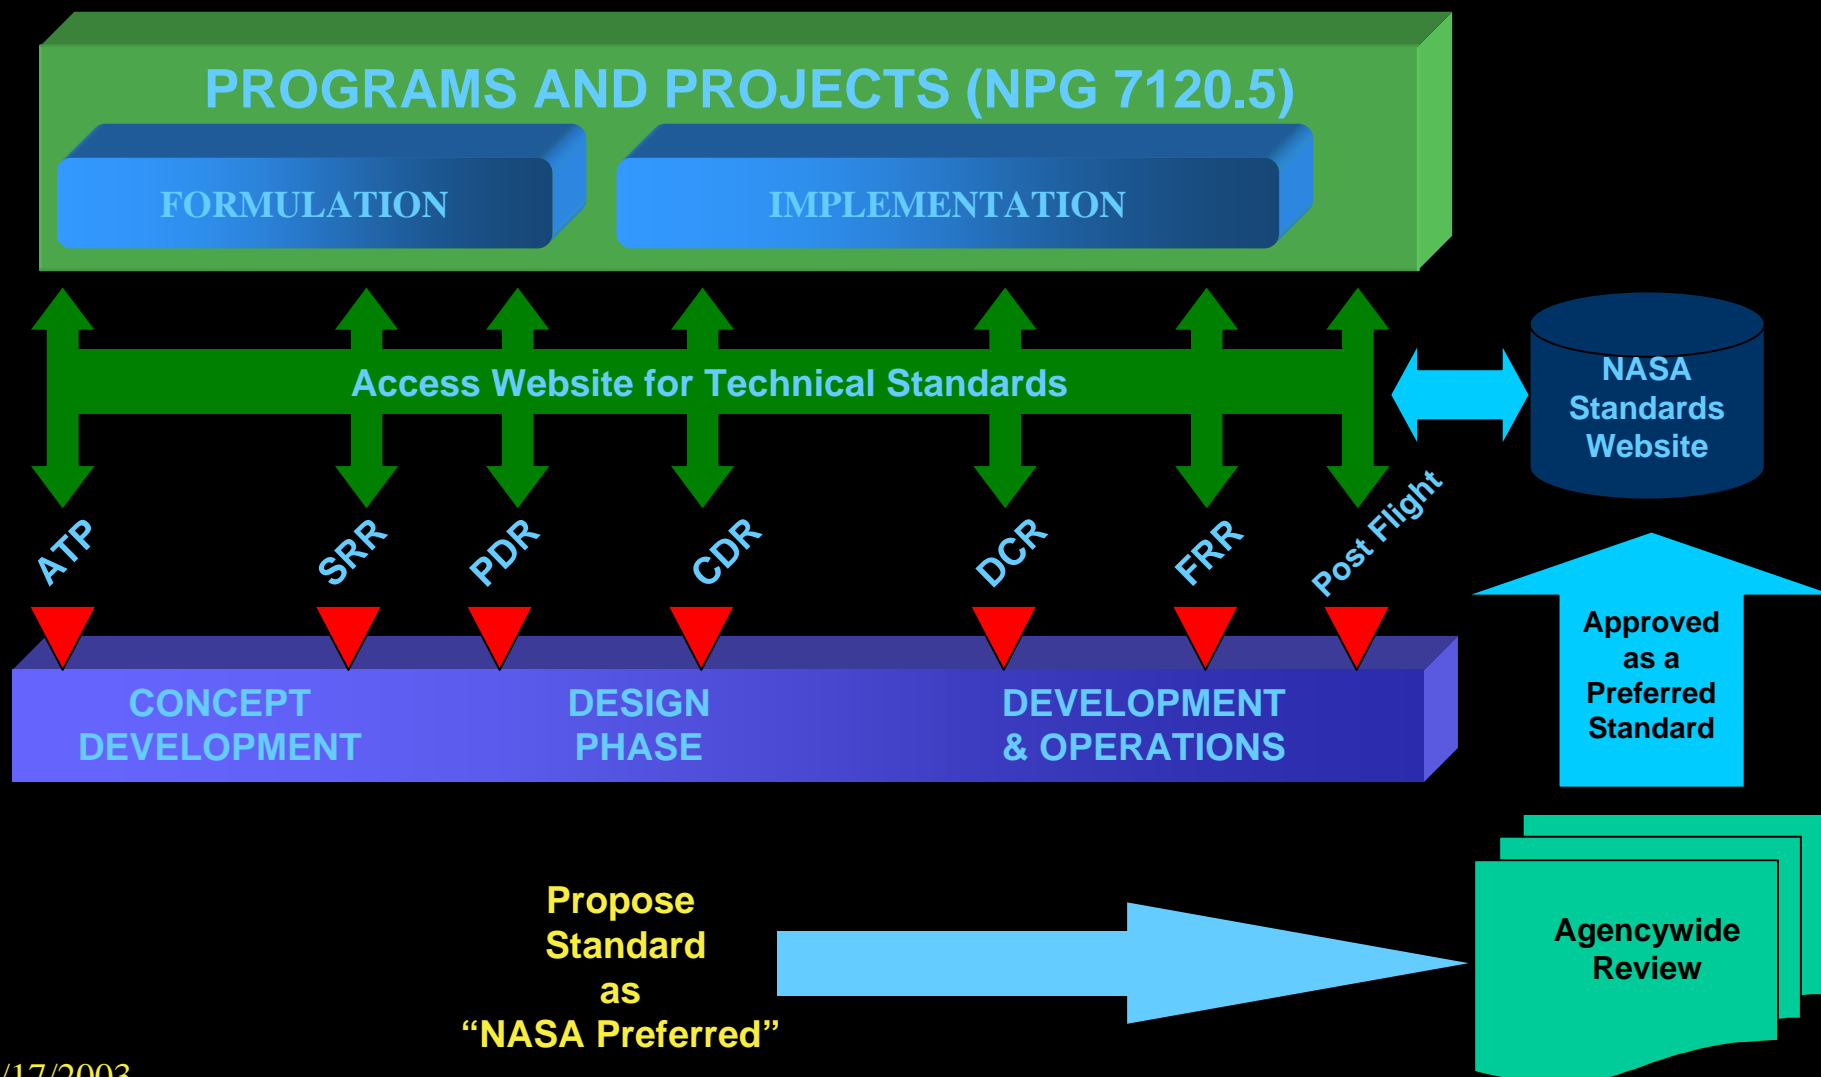 PROGRAMS AND PROJECTS (NPG 7120.5)
FORMULATION
IMPLEMENTATION
Access Website for Technical Standards
NASA
Standards
Website
ATP
SRR
PDR
CDR
DCR
FRR
Post Flight
Approved
as a
Preferred
Standard
CONCEPT
DEVELOPMENT
DESIGN
PHASE
DEVELOPMENT
& OPERATIONS
Propose
Standard
as
“NASA Preferred”
Agencywide
Review
/17/2003